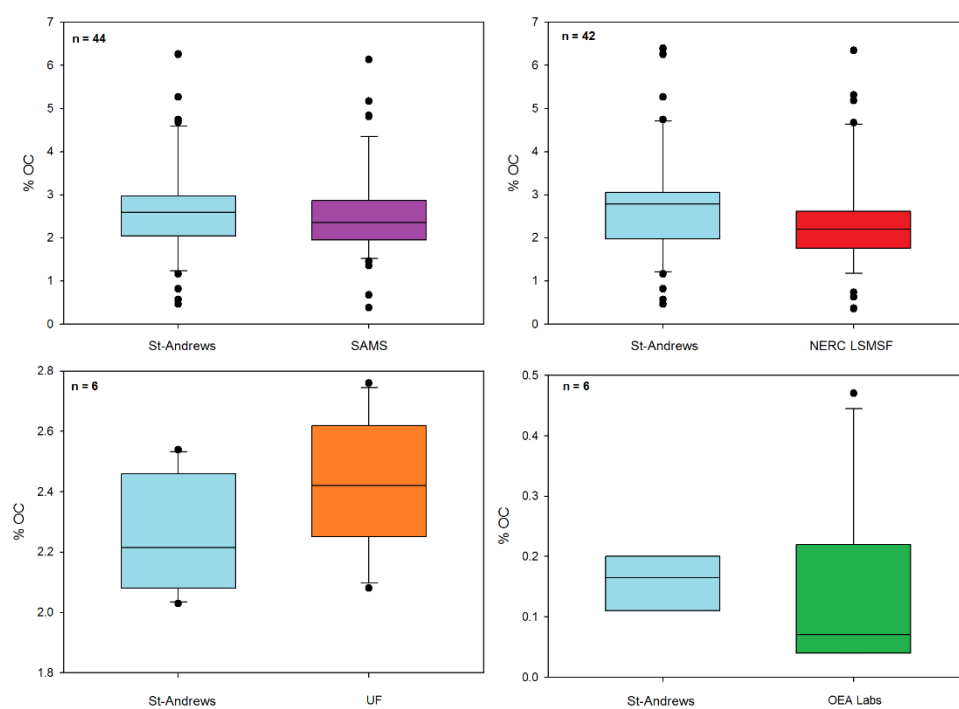 7
6
5
4
3
2
1
0
% OC
n = 44
St-Andrews
SAMS
7
6
5
4
3
2
1
0
% OC
n = 42
St-Andrews
NERC LSMSF
2.8
2.6
2.4
2.2
2.0
1.8
% OC
n = 6
St-Andrews
UF
0.5
0.4
0.3
0.2
0.1
0.0
% OC
n = 6
St-Andrews
OEA Labs